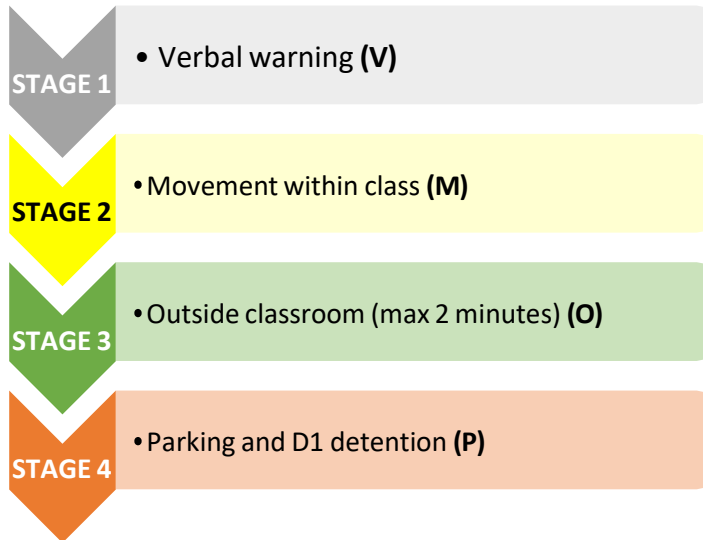 STAGE 1
• Verbal warning (V)
STAGE 2
•Movement within class (M)
STAGE 3
•Outside classroom (max 2 minutes) (O)
STAGE 4
•Parking and D1 detention (P)